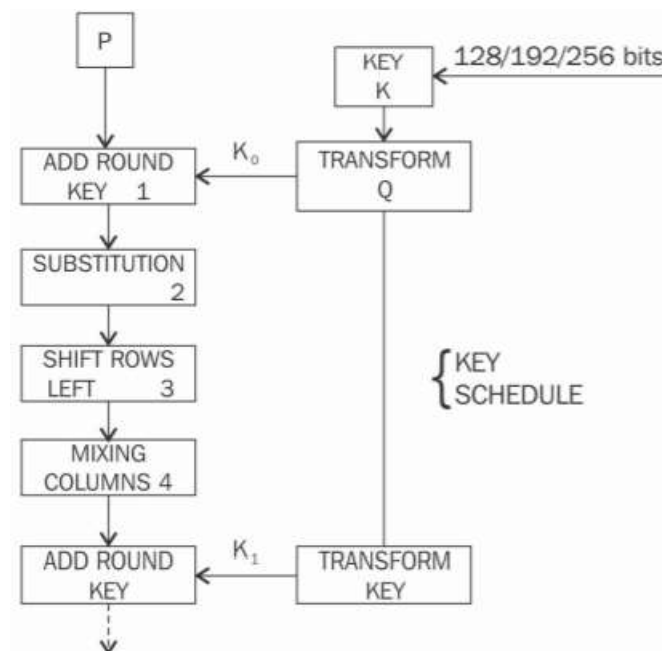 P
KEY
K
128/192/256 bits
ADD ROUND
KEY 1
K₀
TRANSFORM
Q
SUBSTITUTION
2
SHIFT ROWS
LEFT 3
{ KEY
SCHEDULE
MIXING
COLUMNS 4
ADD ROUND
KEY
K₁
TRANSFORM
KEY